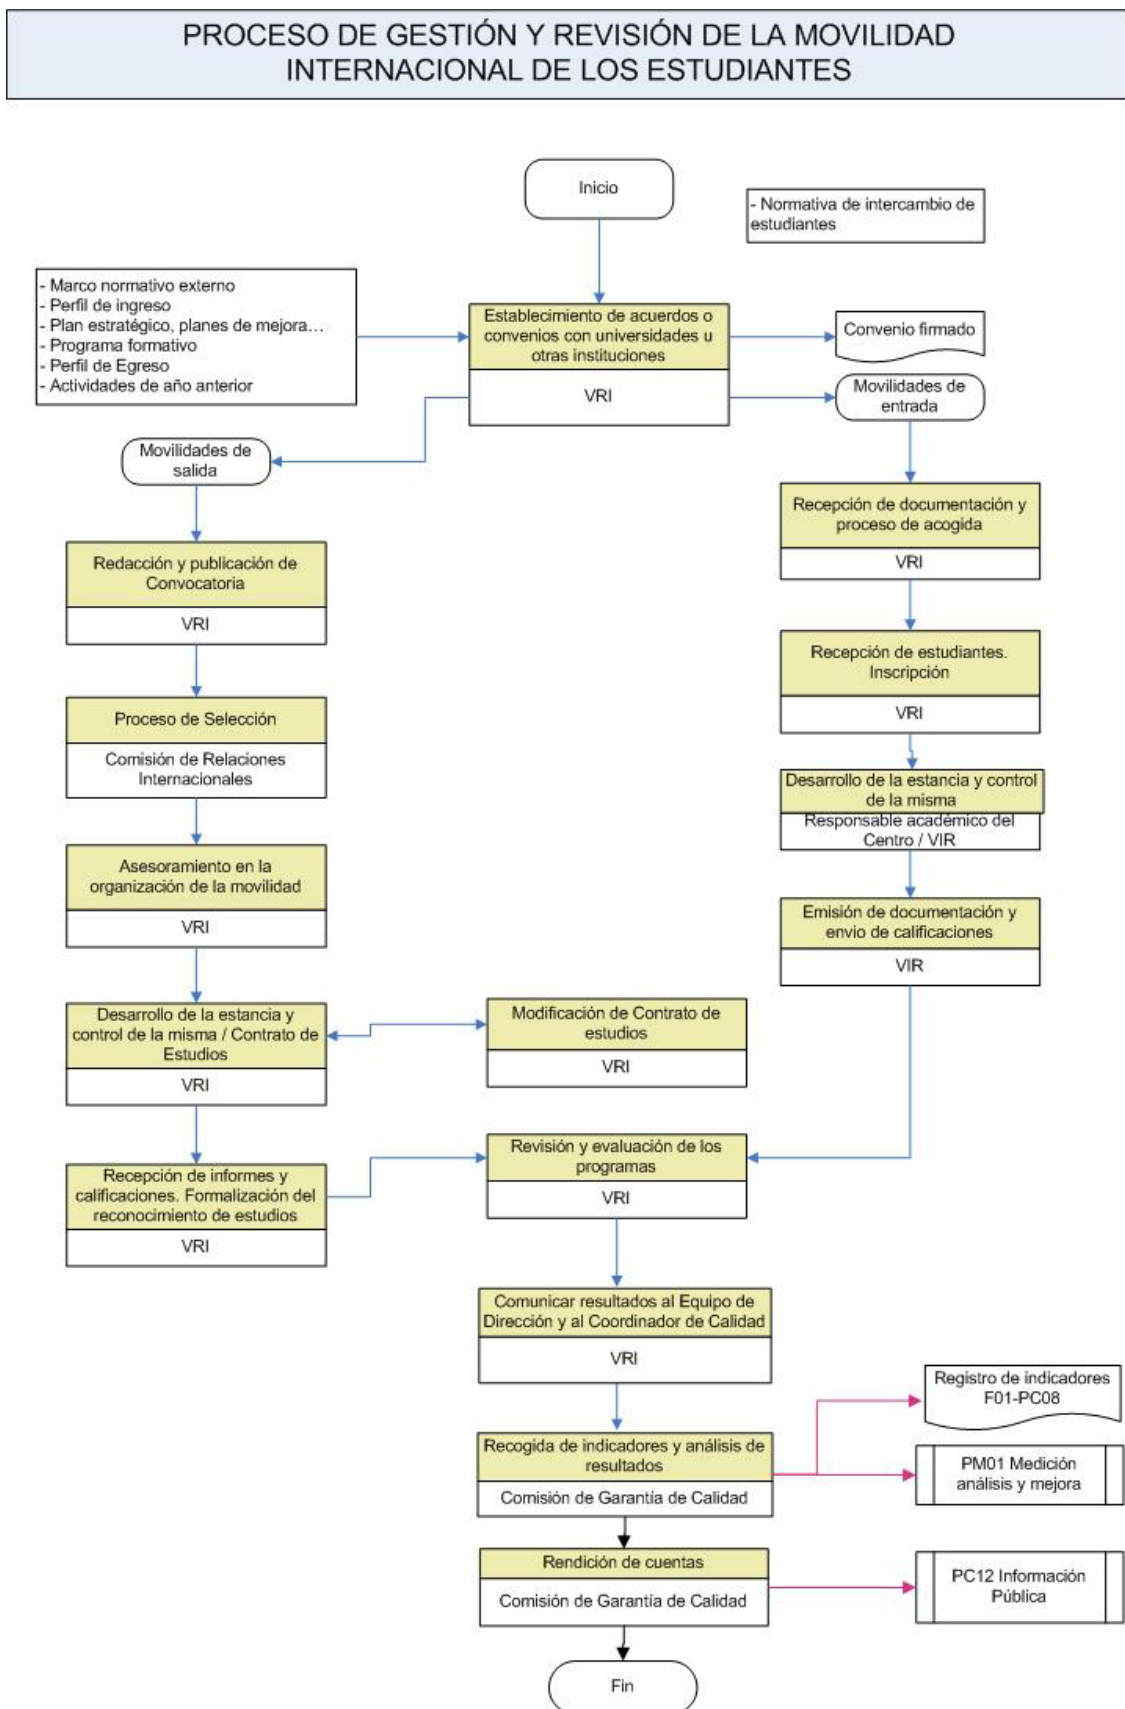 PROCESO DE GESTIÓN Y REVISIÓN DE LA MOVILIDAD
INTERNACIONAL DE LOS ESTUDIANTES
Inicio
- Normativa de intercambio de
estudiantes
- Marco normativo externo
- Perfil de ingreso
- Plan estratégico, planes de mejora…
- Programa formativo
- Perfil de Egreso
- Actividades de año anterior
Establecimiento de acuerdos o
convenios con universidades u
otras instituciones
VRI
Convenio firmado
Movilidades de
entrada
Movilidades de
salida
Recepción de documentación y
proceso de acogida
VRI
Redacción y publicación de
Convocatoria
VRI
Recepción de estudiantes.
Inscripción
VRI
Proceso de Selección
Comisión de Relaciones
Internacionales
Desarrollo de la estancia y control
de la misma
Responsable académico del
Centro / VIR
Asesoramiento en la
organización de la movilidad
VRI
Emisión de documentación y
envio de calificaciones
VIR
Desarrollo de la estancia y
control de la misma / Contrato de
Estudios
VRI
Modificación de Contrato de
estudios
VRI
Revisión y evaluación de los
programas
VRI
Recepción de informes y
calificaciones. Formalización del
reconocimiento de estudios
VRI
Comunicar resultados al Equipo de
Dirección y al Coordinador de Calidad
VRI
Registro de indicadores
F01-PC08
Recogida de indicadores y análisis de
resultados
Comisión de Garantía de Calidad
PM01 Medición
análisis y mejora
Rendición de cuentas
Comisión de Garantía de Calidad
PC12 Información
Pública
Fin